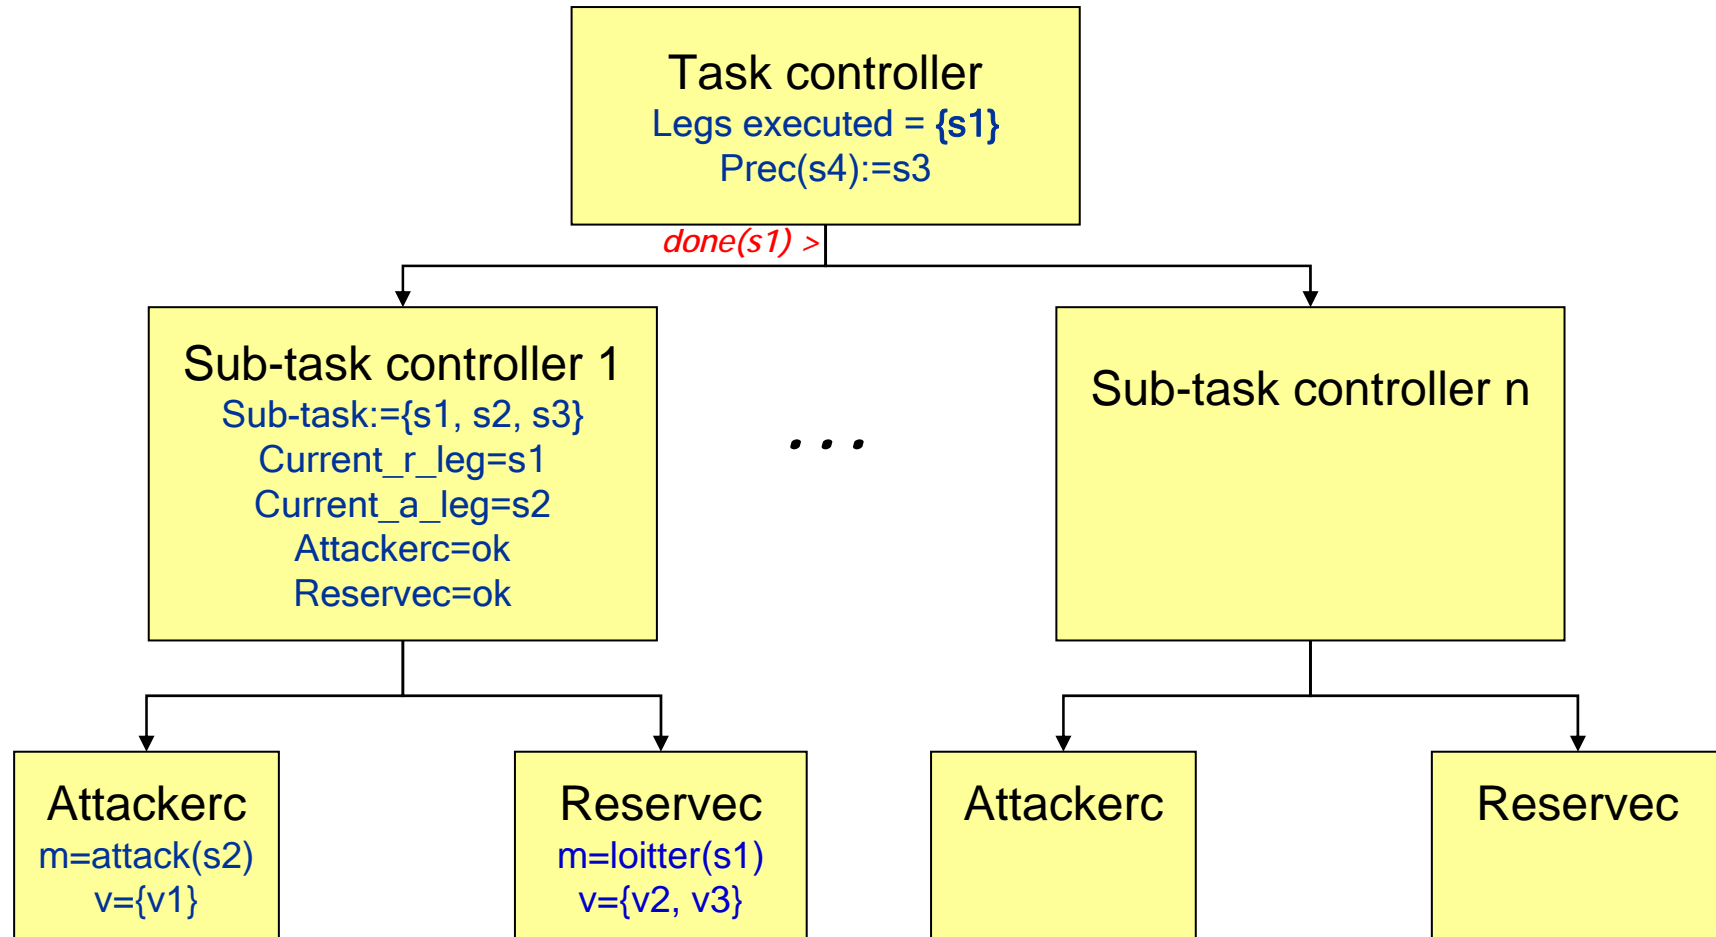 Task controller
Legs executed = {s1}
Prec(s4):=s3
done(s1) >
Sub-task controller 1
Sub-task:={s1, s2, s3}
Current_r_leg=s1
Current_a_leg=s2
Attackerc=ok
Reservec=ok
...
Sub-task controller n
Attackerc
m=attack(s2)
v={v1}
Reservec
m=loitter(s1)
v={v2, v3}
Attackerc
Reservec